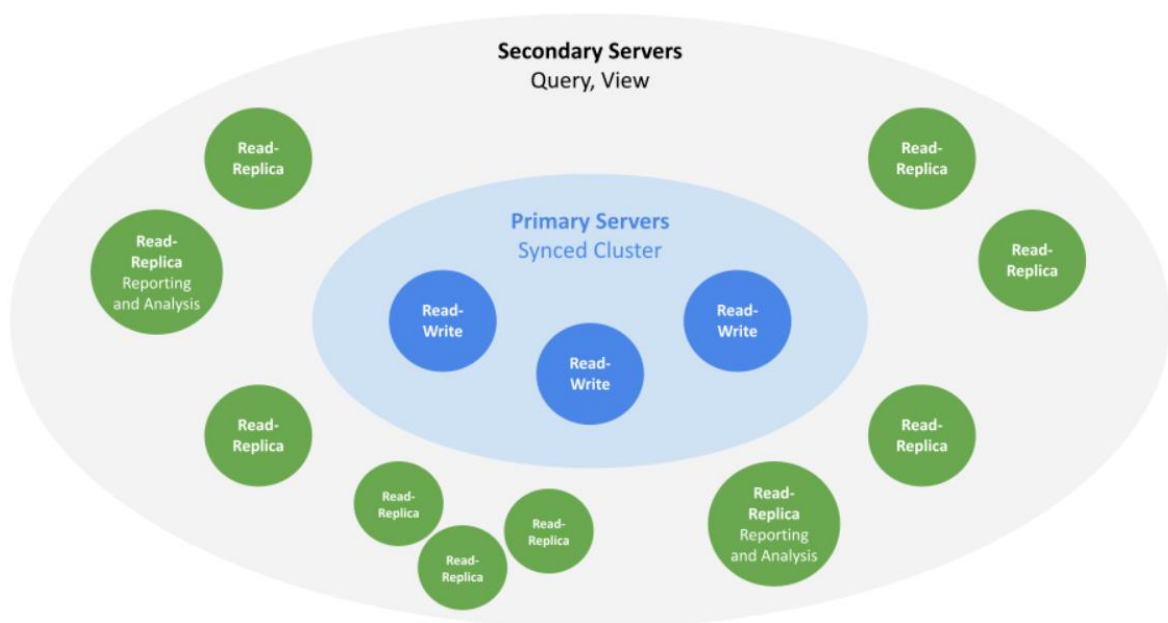 Secondary Servers
Query, View
Read-
Replica
Read-
Replica
Read-
Replica
Reporting
and Analysis
Read-
Replica
Primary Servers
Synced Cluster
Read-
Write
Read-
Write
Read-
Write
Read-
Replica
Read-
Replica
Read-
Replica
Read-
Replica
Read-
Replica
Read-
Replica
Reporting
and Analysis
Read-
Replica